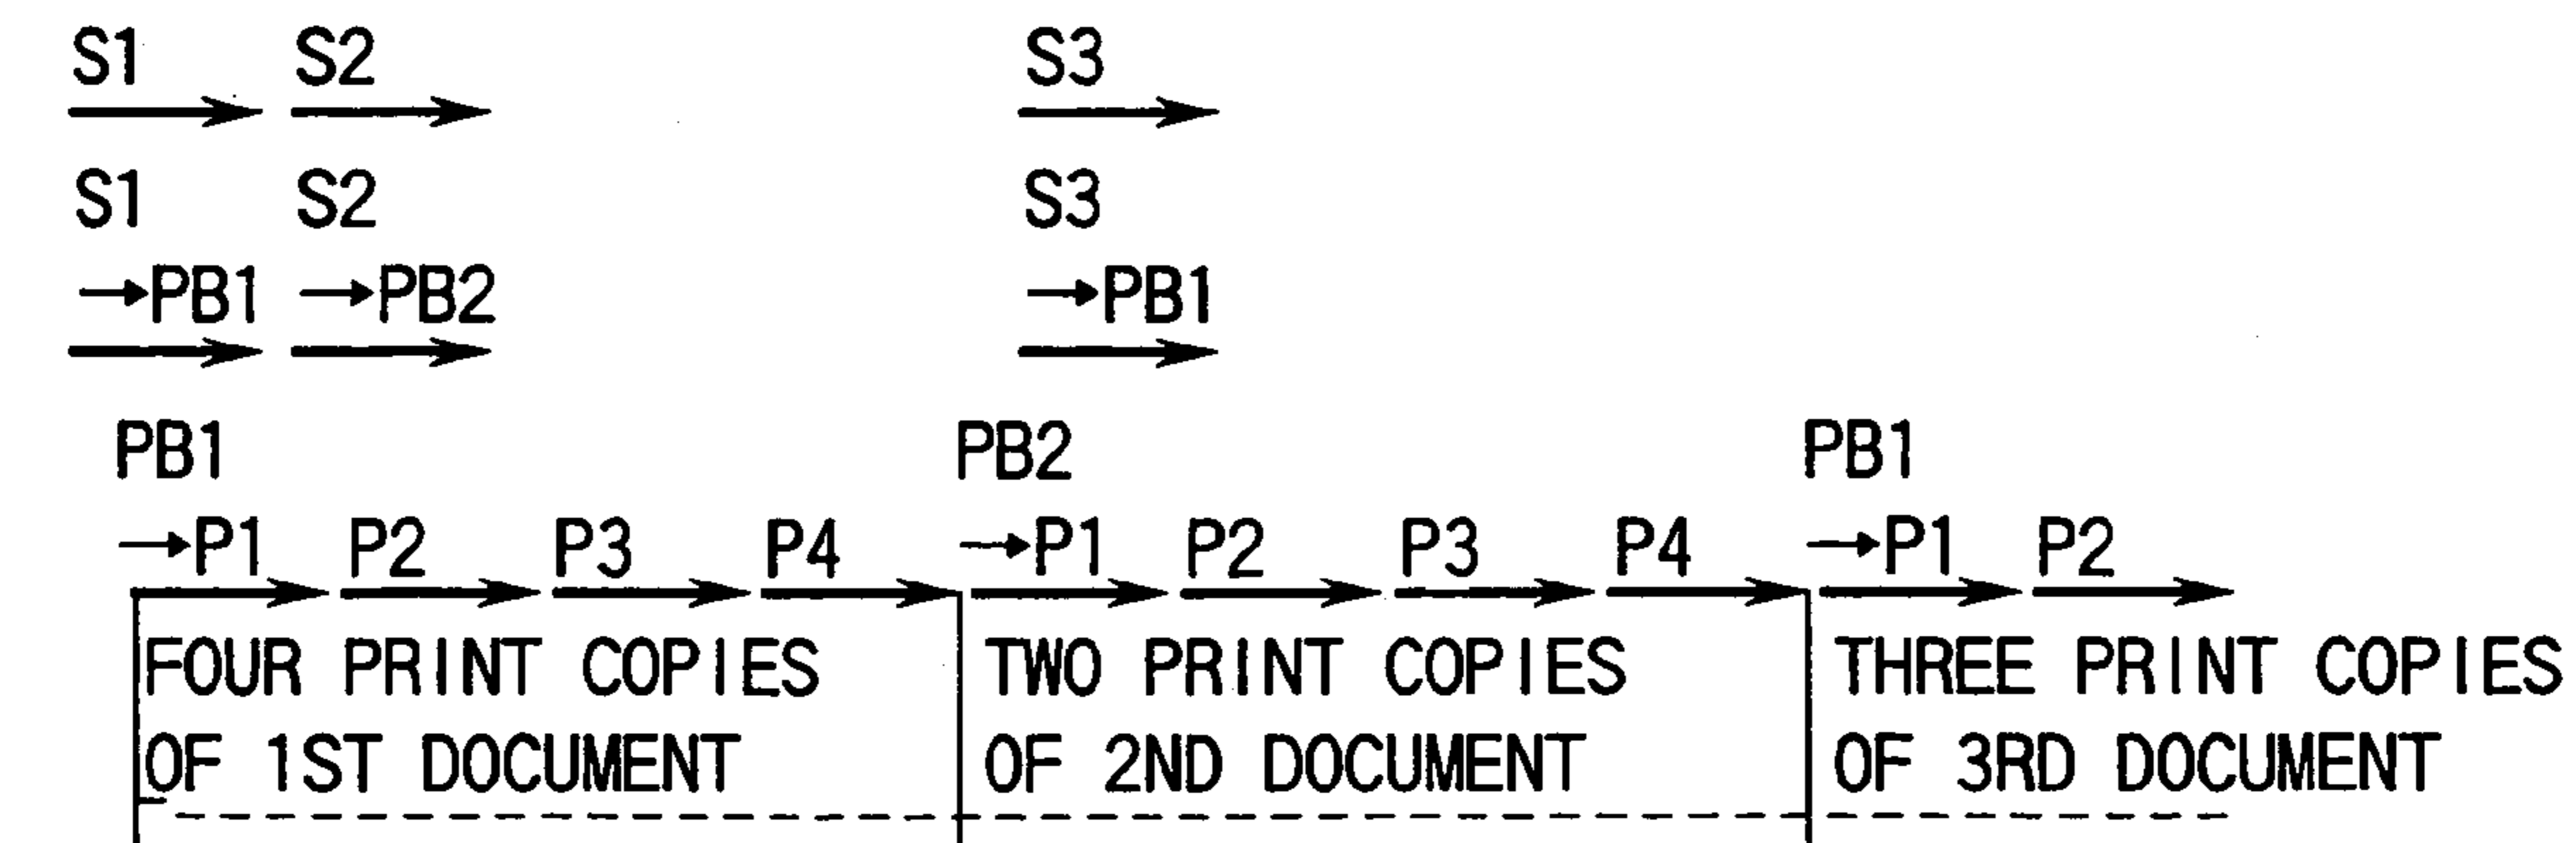 S1 S2 S3
S1 S2 S3
→PB1 →PB2 →PB1
PB1 PB2 PB1
→P1 P2 P3 P4 →P1 P2 P3 P4 →P1 P2
FOUR PRINT COPIES TWO PRINT COPIES THREE PRINT COPIES
OF 1ST DOCUMENT OF 2ND DOCUMENT OF 3RD DOCUMENT